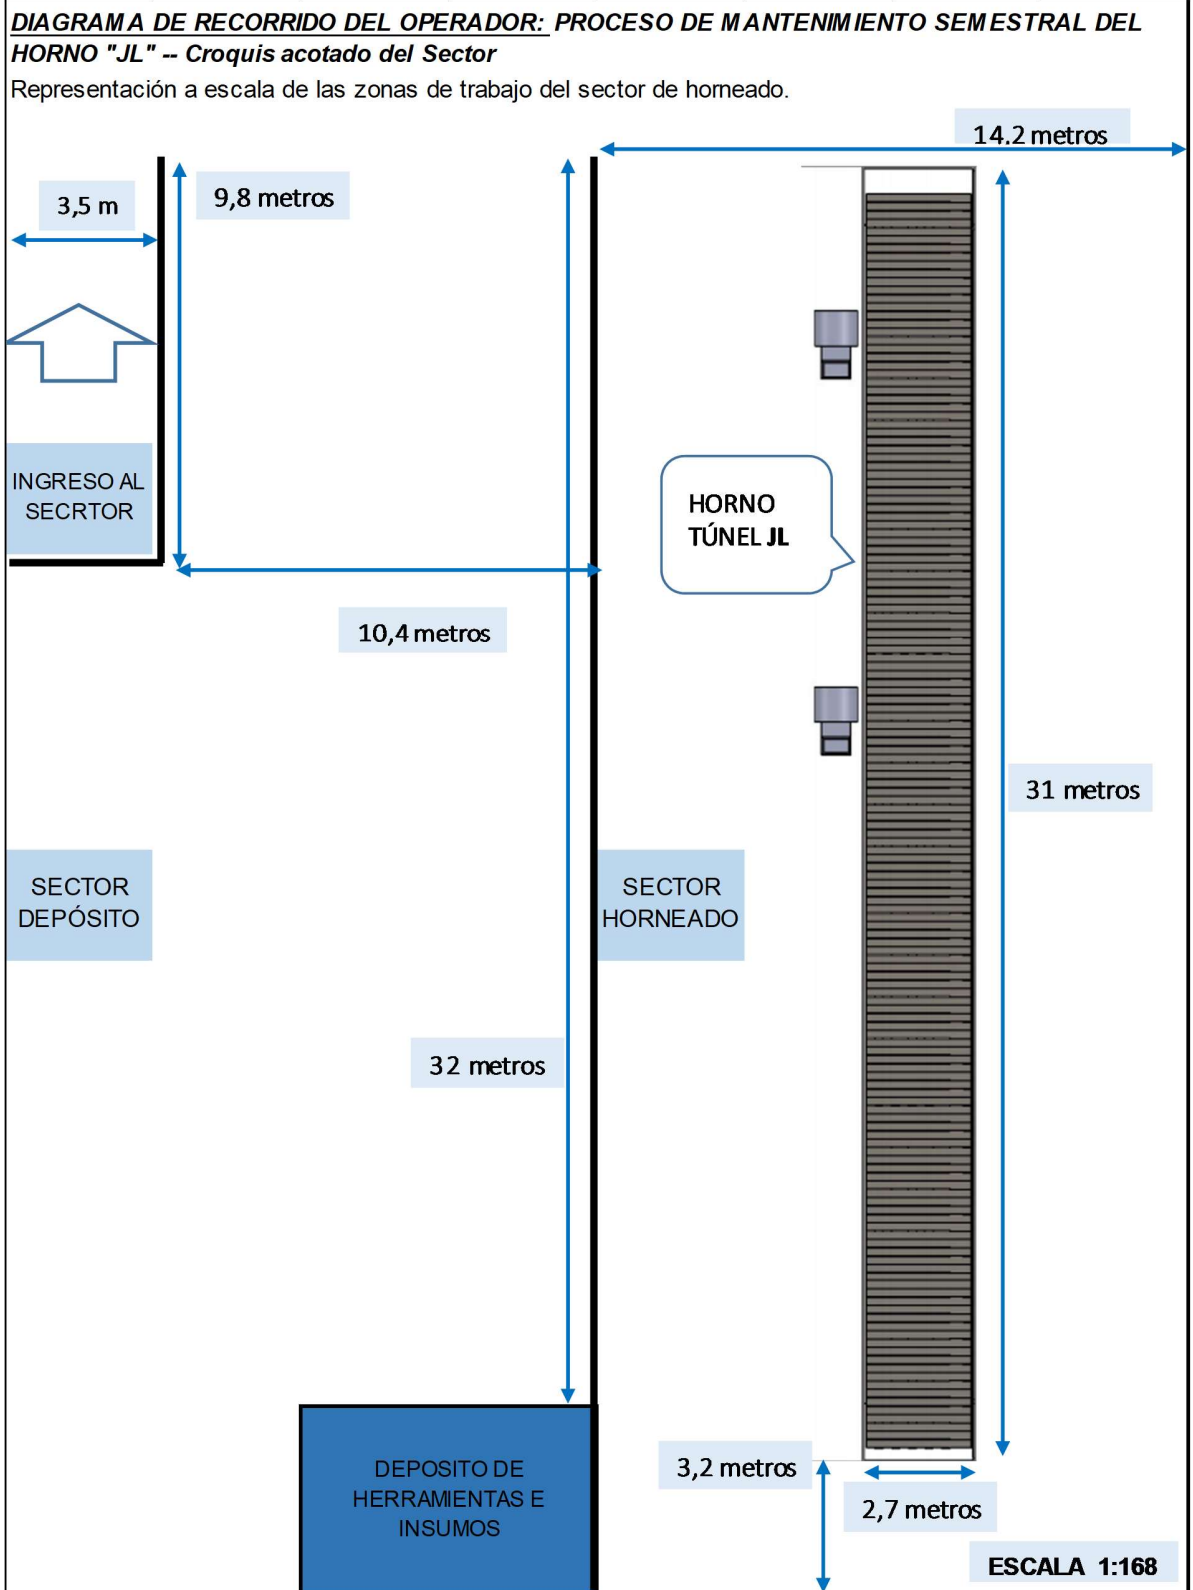 DIAGRAMA DE RECORRIDO DEL OPERADOR: PROCESO DE MANTENIMIENTO SEMESTRAL DEL
HORNO "JL" -- Croquis acotado del Sector
Representación a escala de las zonas de trabajo del sector de horneado.
14,2 metros
3,5 m
9,8 metros
INGRESO AL
SECRTOR
HORNO
TÚNEL JL
10,4 metros
31 metros
SECTOR
DEPÓSITO
SECTOR
HORNEADO
32 metros
DEPOSITO DE
HERRAMIENTAS E
INSUMOS
3,2 metros
2,7 metros
ESCALA 1:168